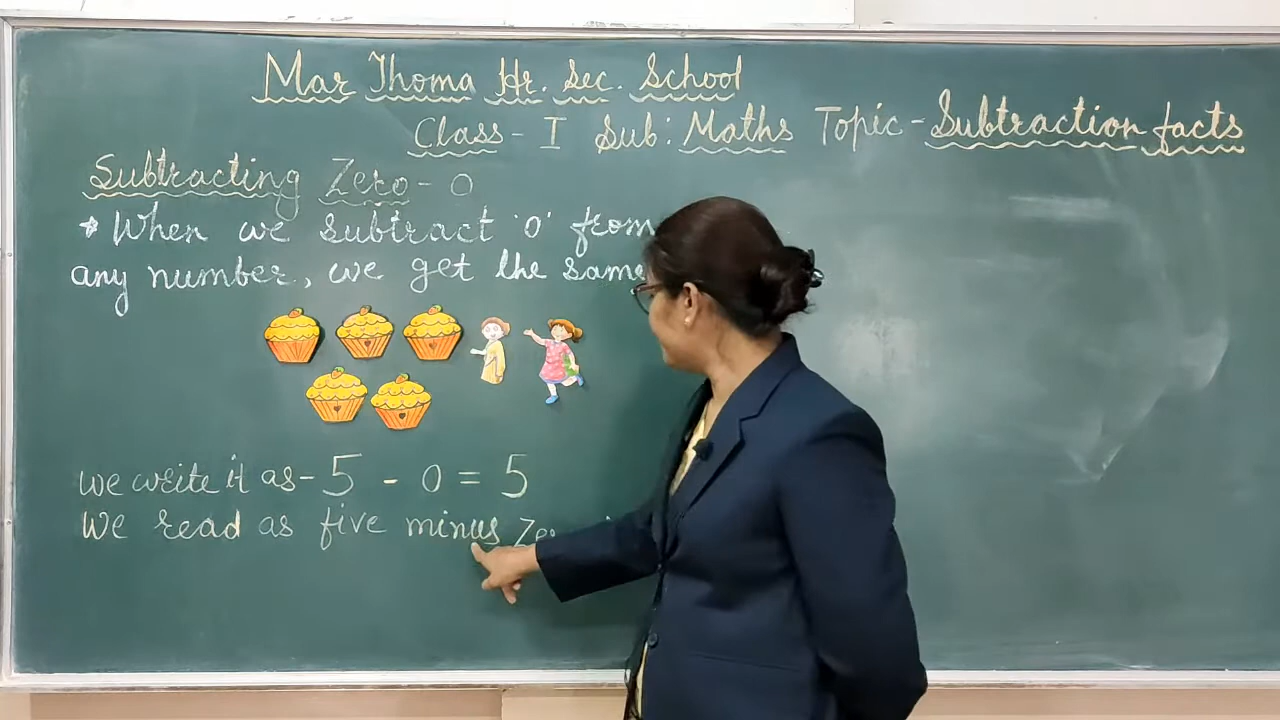 Mar Thoma Hr. Sec. School
Class - I Sub: Maths Topic - Subtraction facts
Subtracting Zero - 0
* When we subtract '0' from
any number, we get the same
we write it as - 5 - 0 = 5
We read as five minus